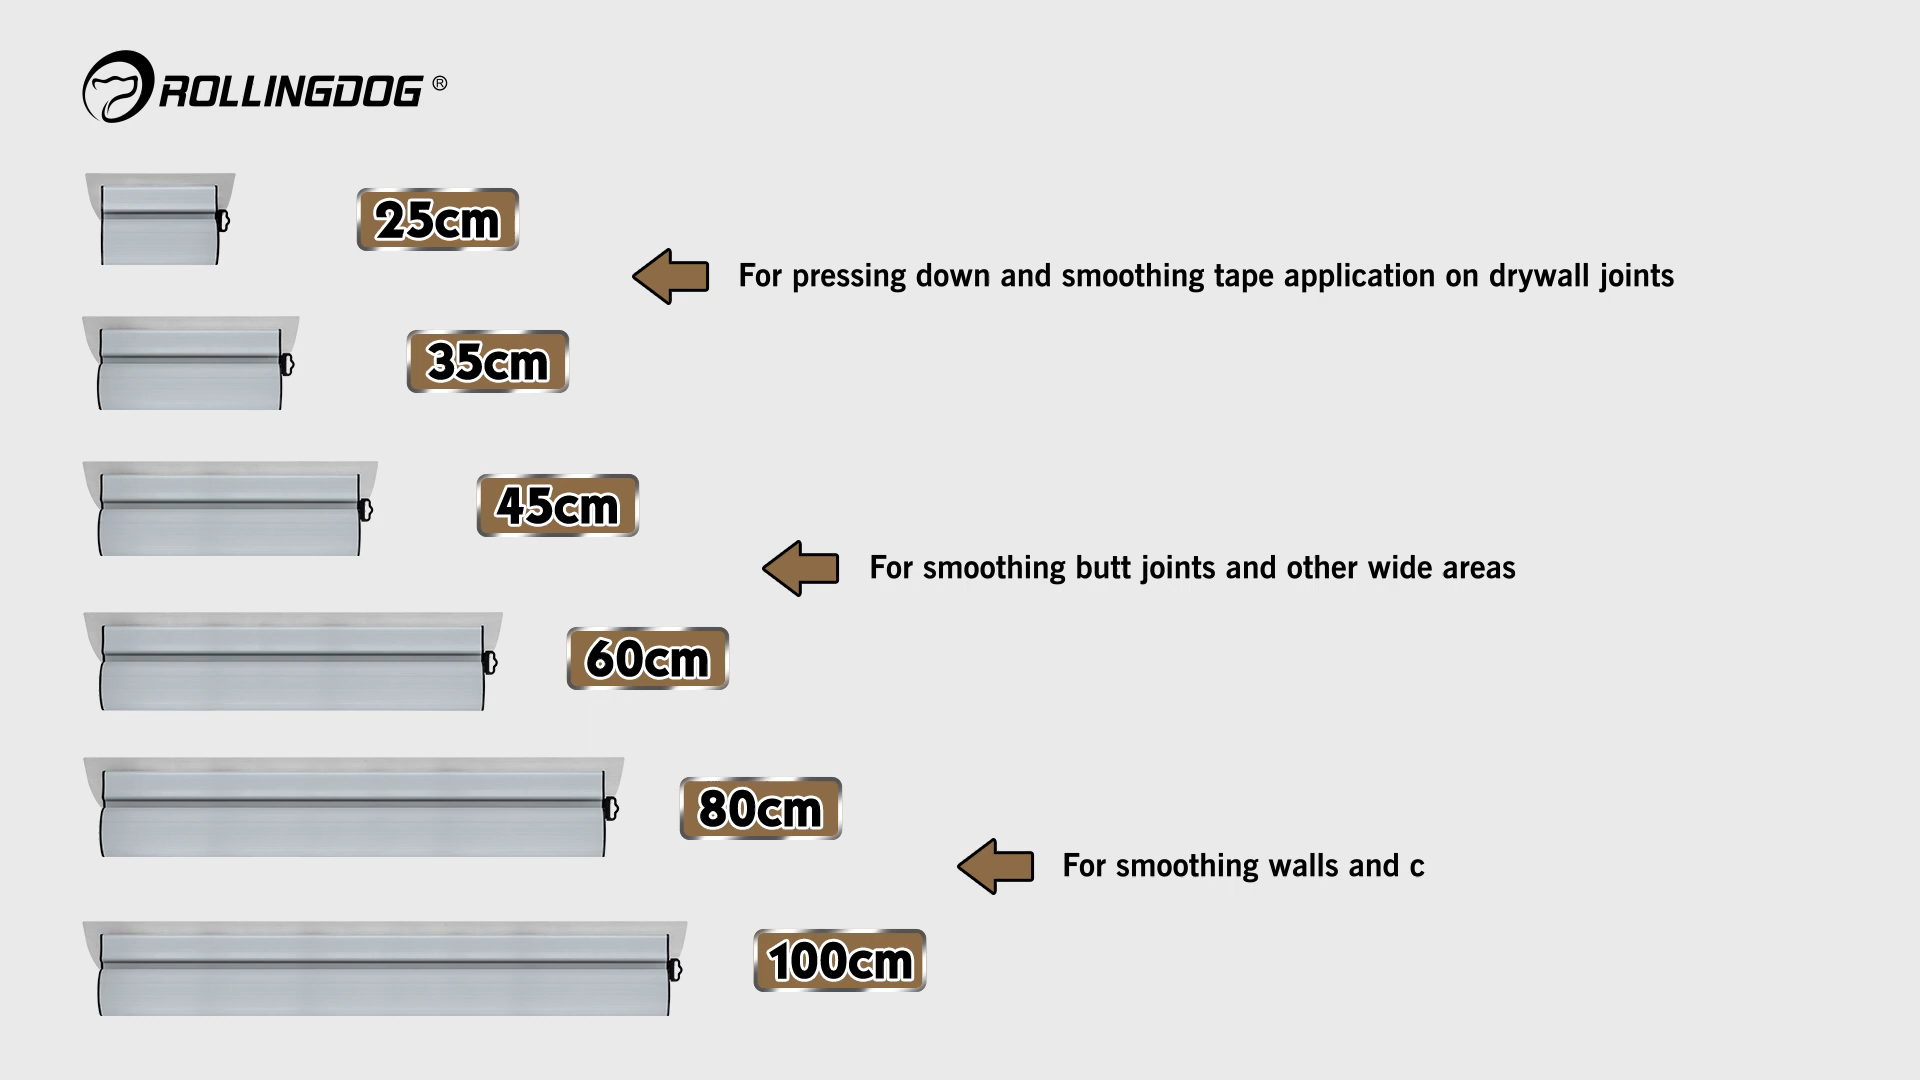 ROLLINGDOG®
25cm
For pressing down and smoothing tape application on drywall joints
35cm
45cm
For smoothing butt joints and other wide areas
60cm
80cm
For smoothing walls and c
100cm